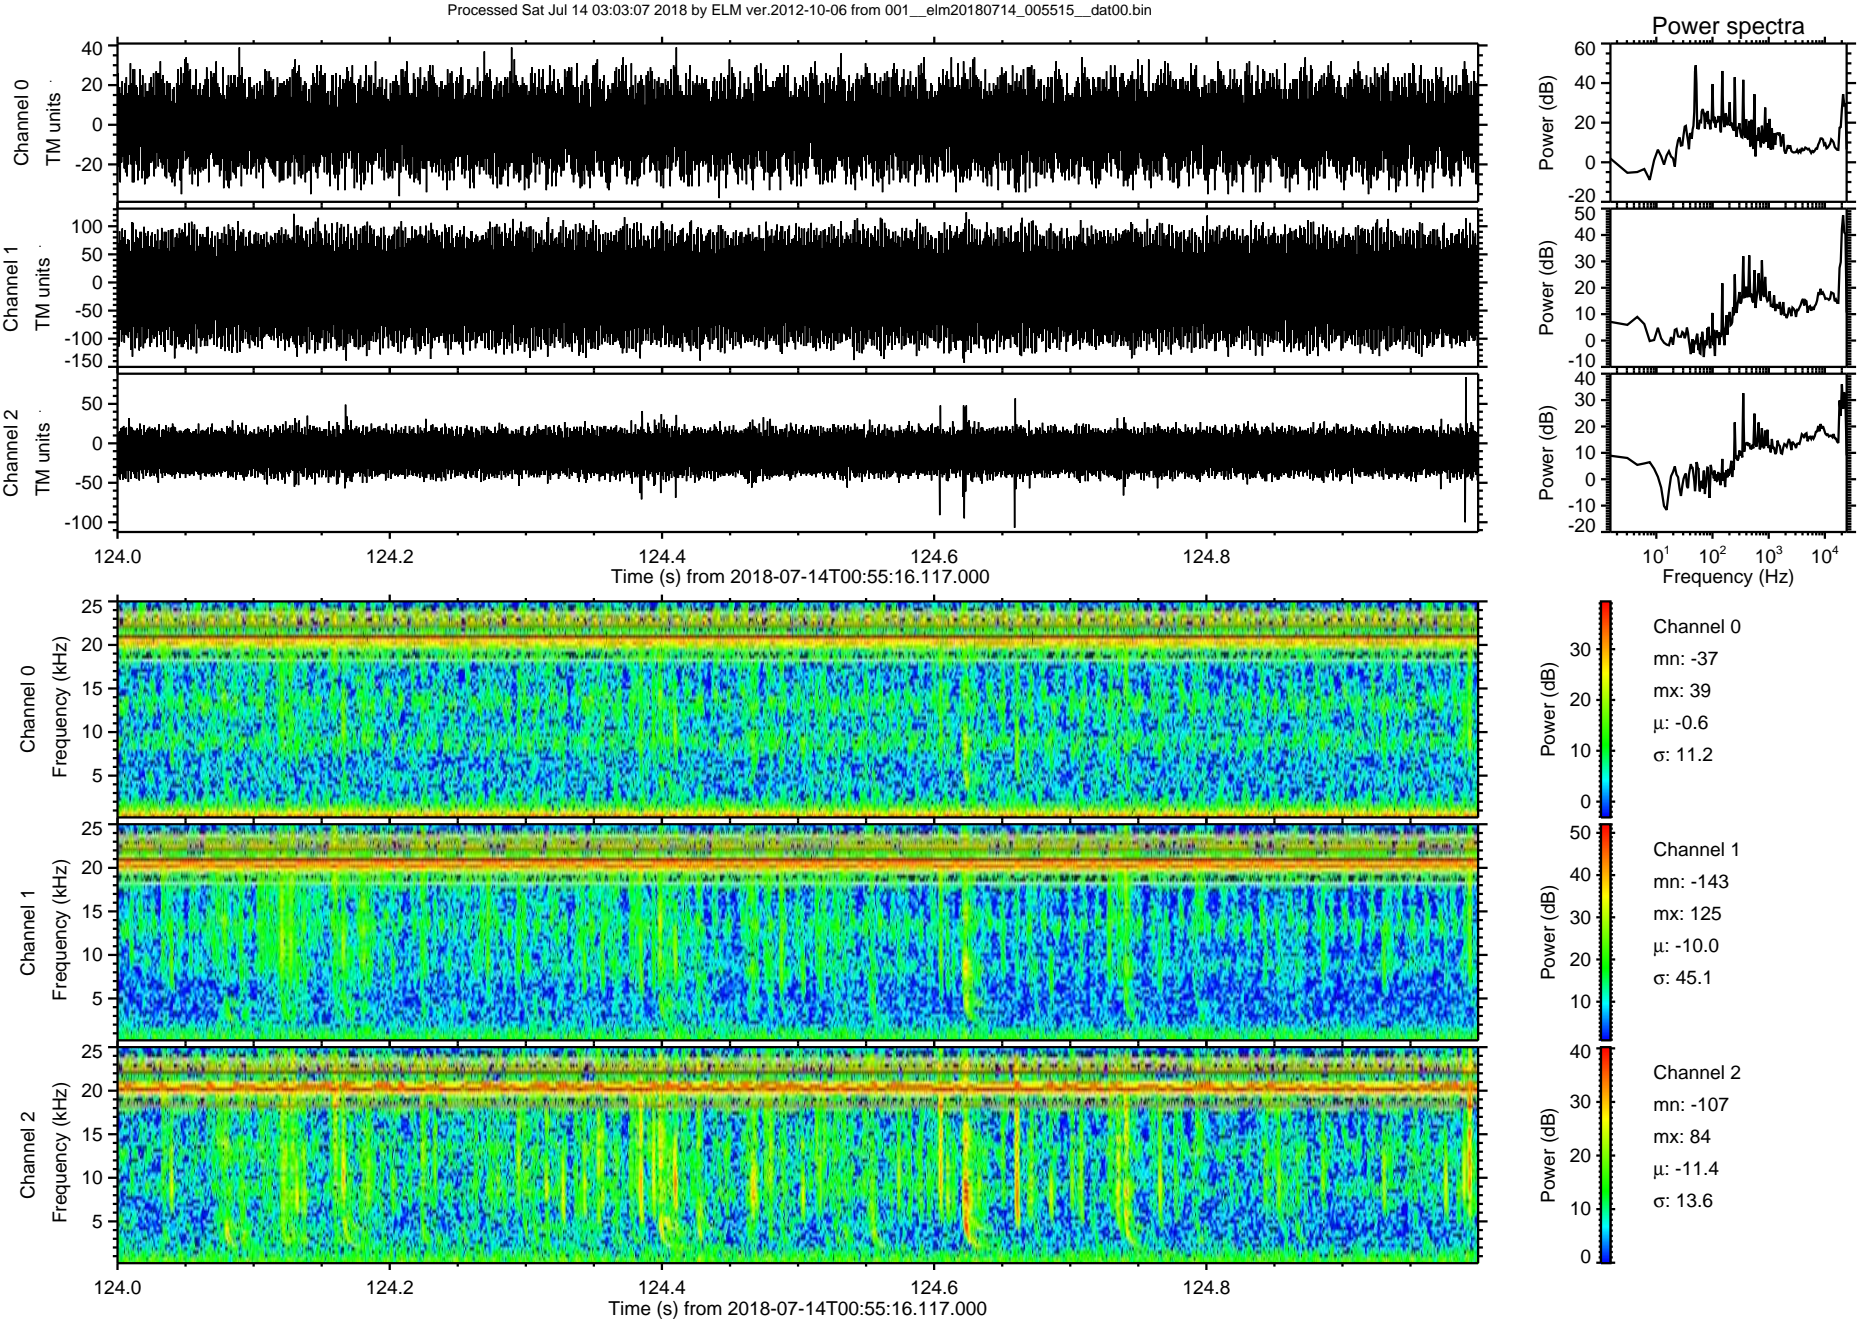 Processed Sat Jul 14 03:03:07 2018 by ELM ver.2012-10-06 from 001__elm20180714_005515__dat00.bin
Power spectra
Channel 0
TM units
40
20
0
-20
Power (dB)
60
40
20
0
-20
Channel 1
TM units
100
50
0
-50
-100
-150
Power (dB)
50
40
30
20
10
0
-10
Channel 2
TM units
50
0
-50
-100
Power (dB)
40
30
20
10
0
-10
-20
124.0 124.2 124.4 124.6 124.8
Time (s) from 2018-07-14T00:55:16.117.000
10¹ 10² 10³ 10⁴
Frequency (Hz)
Channel 0
Frequency (kHz)
25
20
15
10
5
Power (dB)
30
20
10
0
Channel 0
mn: -37
mx: 39
μ: -0.6
σ: 11.2
Channel 1
Frequency (kHz)
25
20
15
10
5
Power (dB)
50
40
30
20
10
Channel 1
mn: -143
mx: 125
μ: -10.0
σ: 45.1
Channel 2
Frequency (kHz)
25
20
15
10
5
Power (dB)
40
30
20
10
0
Channel 2
mn: -107
mx: 84
μ: -11.4
σ: 13.6
124.0 124.2 124.4 124.6 124.8
Time (s) from 2018-07-14T00:55:16.117.000